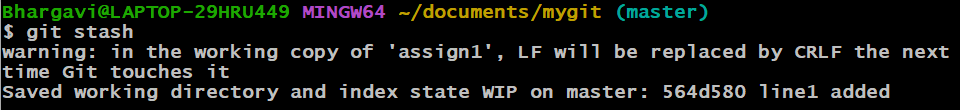 Bhargavi@LAPTOP-29HRU449 MINGW64 ~/documents/mygit (master)
$ git stash
warning: in the working copy of 'assign1', LF will be replaced by CRLF the next
time Git touches it
Saved working directory and index state WIP on master: 564d580 line1 added